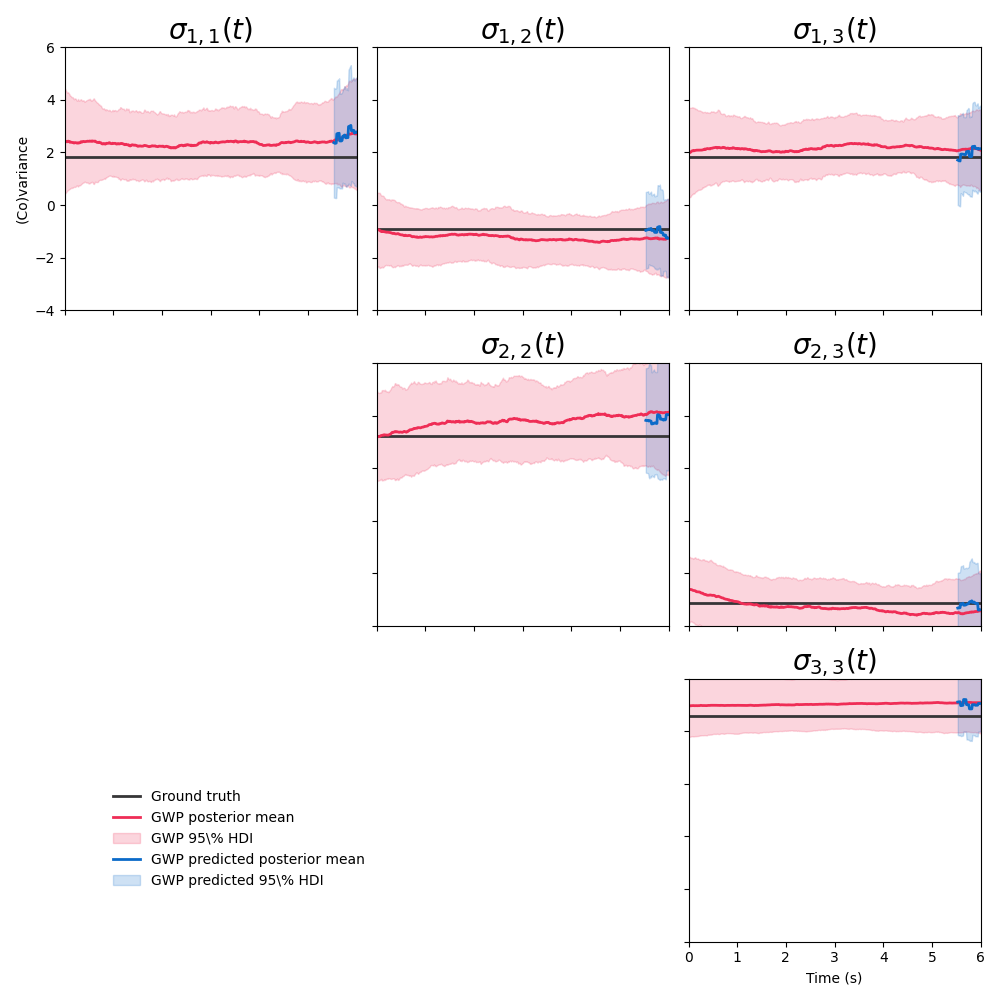 σ1,1(t)
σ1,2(t)
σ1,3(t)
6
4
2
0
−2
−4
(Co)variance
σ2,2(t)
σ2,3(t)
σ3,3(t)
Ground truth
GWP posterior mean
GWP 95\% HDI
GWP predicted posterior mean
GWP predicted 95\% HDI
0 1 2 3 4 5 6
Time (s)